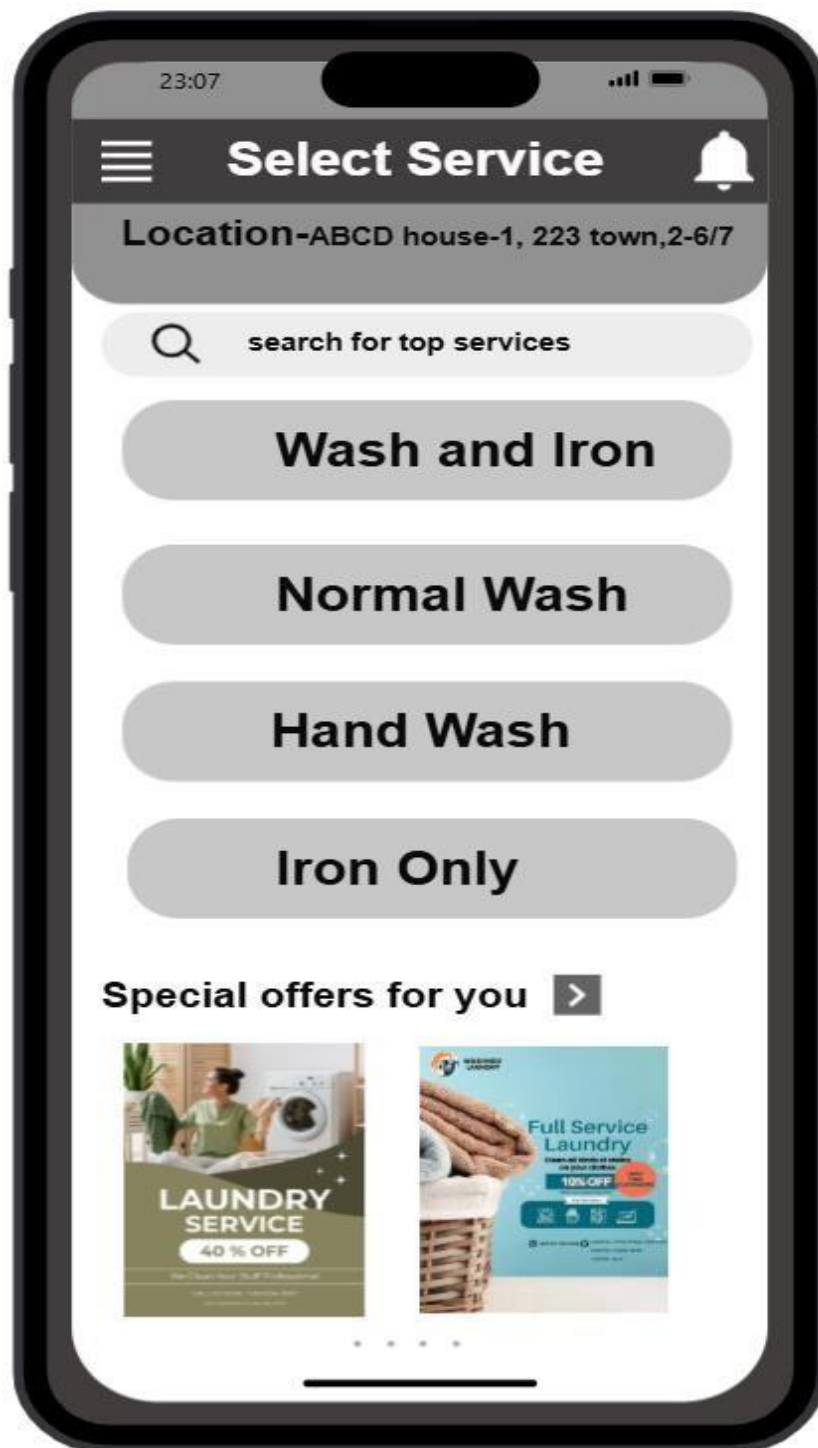 23:07
Select Service
Location-ABCD house-1, 223 town,2-6/7
search for top services
Wash and Iron
Normal Wash
Hand Wash
Iron Only
Special offers for you
LAUNDRY
SERVICE
40 % OFF
LAUNDRY
Full Service
Laundry
10% OFF